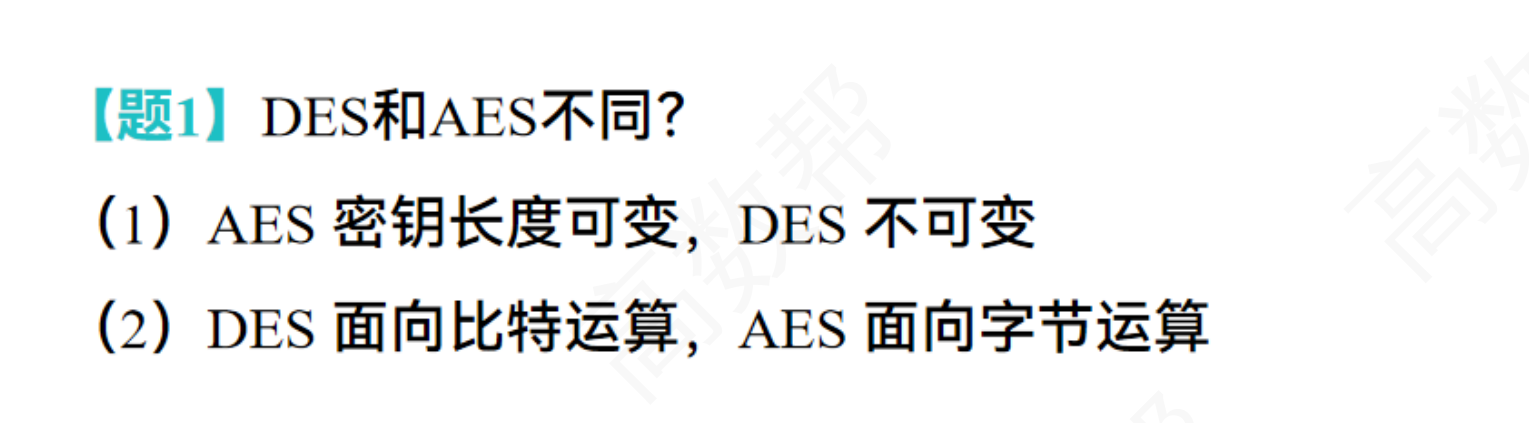 【题1】DES和AES不同？
（1）AES 密钥长度可变，DES 不可变
（2）DES 面向比特运算，AES 面向字节运算
高数帮
高数